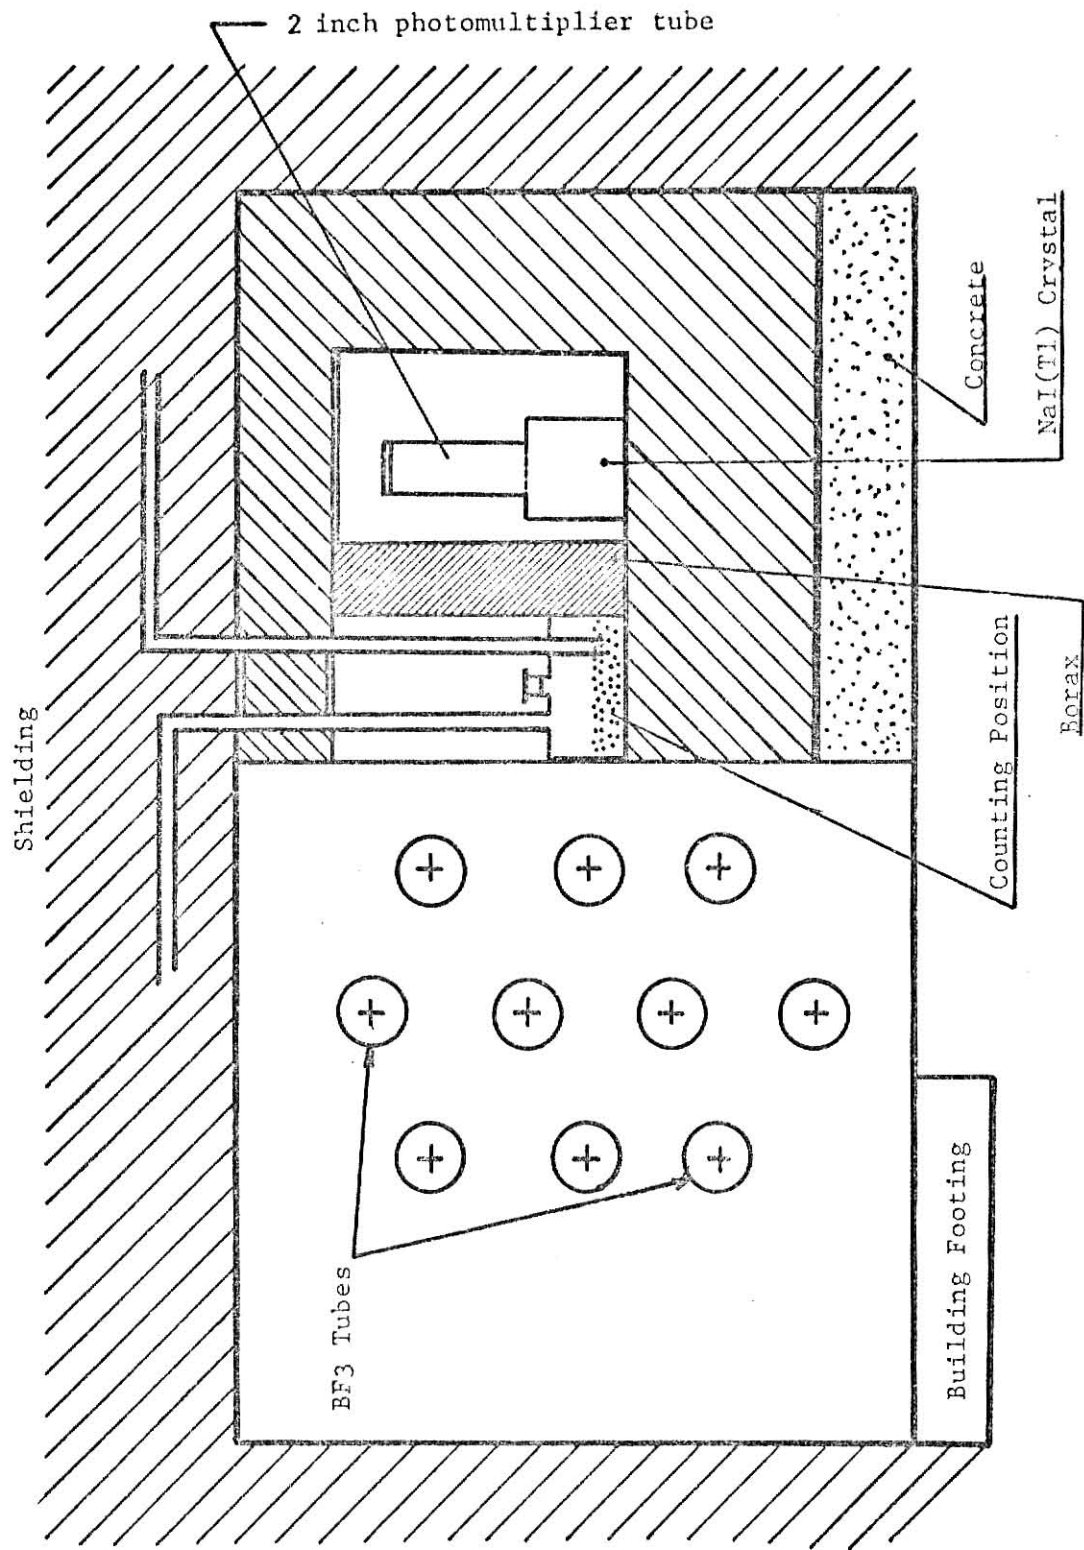 2 inch photomultiplier tube
Shielding
Concrete
NaI(Tl) Crystal
Counting Position
Borax
BF3 Tubes
Building Footing